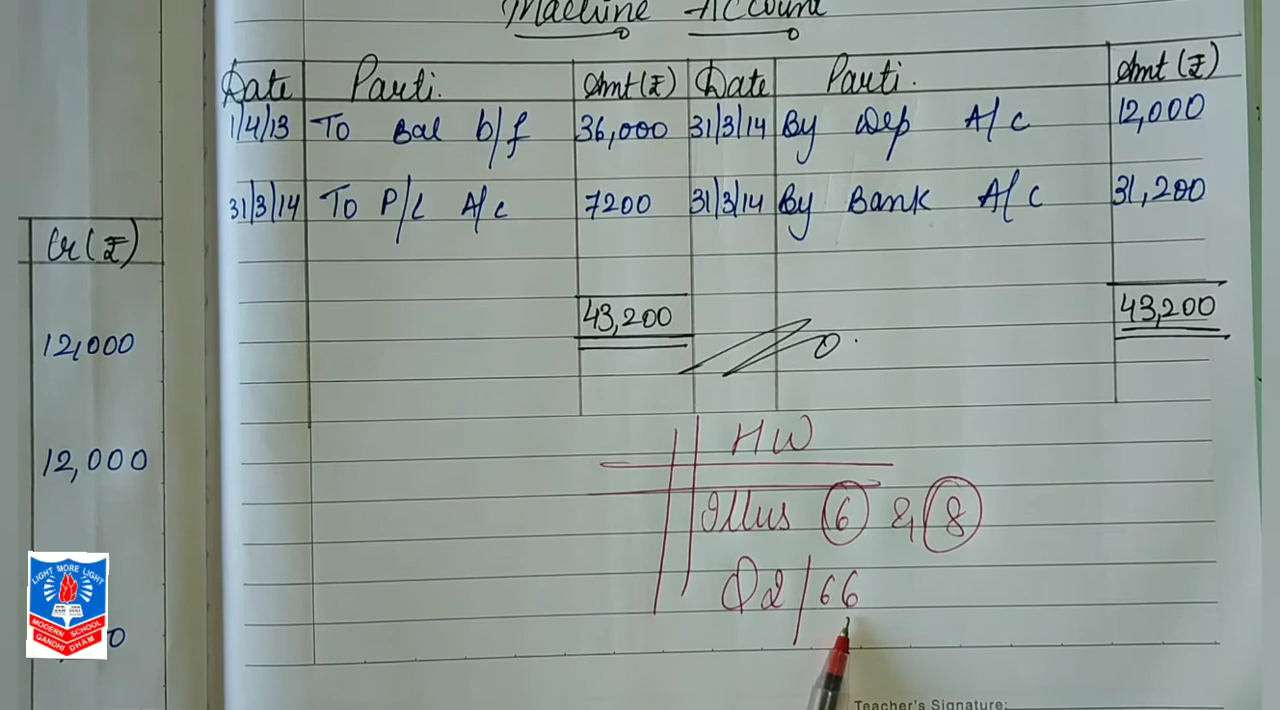 Machine Account
Date Parti. Amt (₹) Date Parti. Amt (₹)
1/4/13 To Bal b/f 36,000 31/3/14 By Dep A/c 12,000
31/3/14 To P/L A/c 7200 31/3/14 By Bank A/c 31,200
43,200 43,200
Cr (₹)
12,000
12,000
HW
Illus 6 & 8
Q2/66
LIGHT MORE LIGHT
MODERN SCHOOL
GANDHIDHAM
Teacher's Signature: